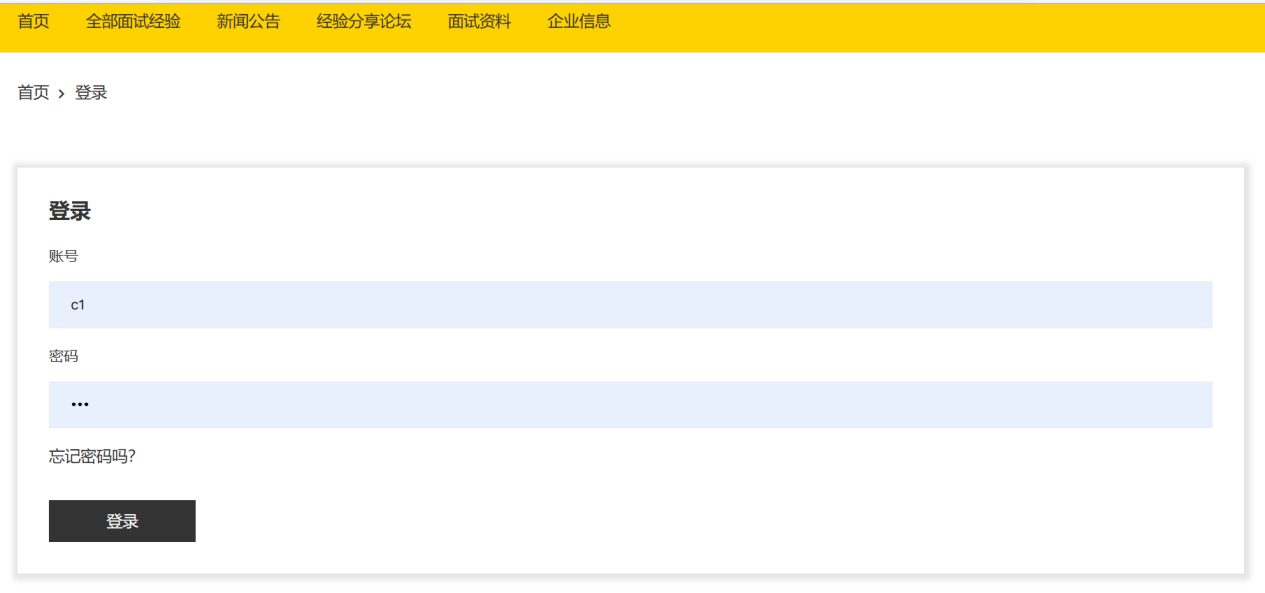 首页 全部面试经验 新闻公告 经验分享论坛 面试资料 企业信息
首页 › 登录
登录
账号
c1
密码
•••
忘记密码吗?
登录